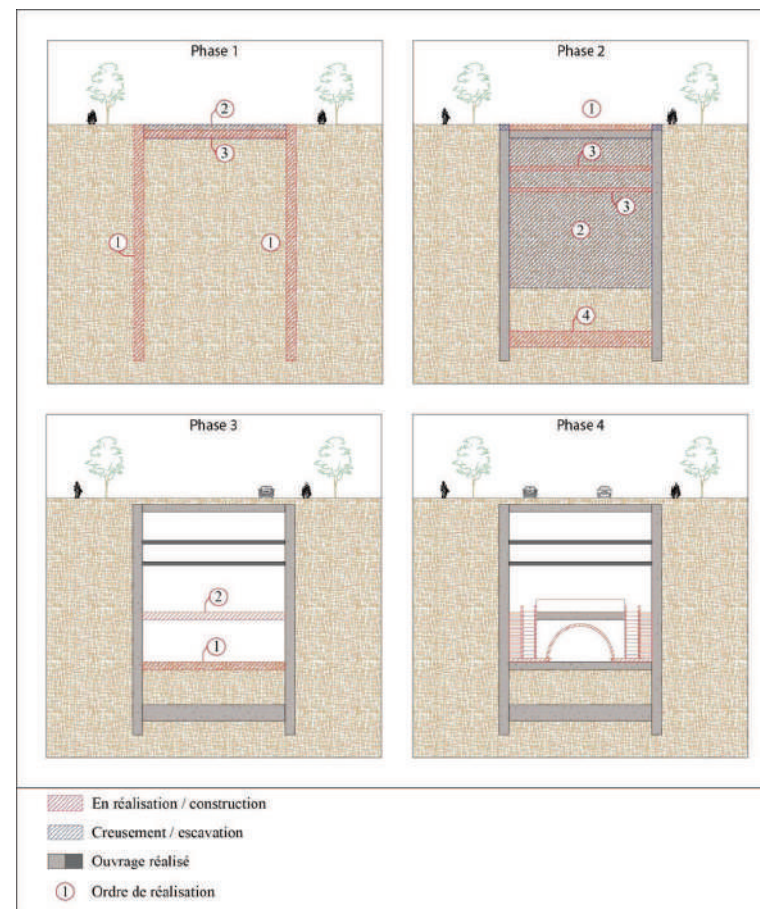 Phase 1
Phase 2
2
3
1
1
1
3
3
2
4
Phase 3
Phase 4
2
1
En réalisation / construction
Creusement / escavation
Ouvrage réalisé
1 Ordre de réalisation